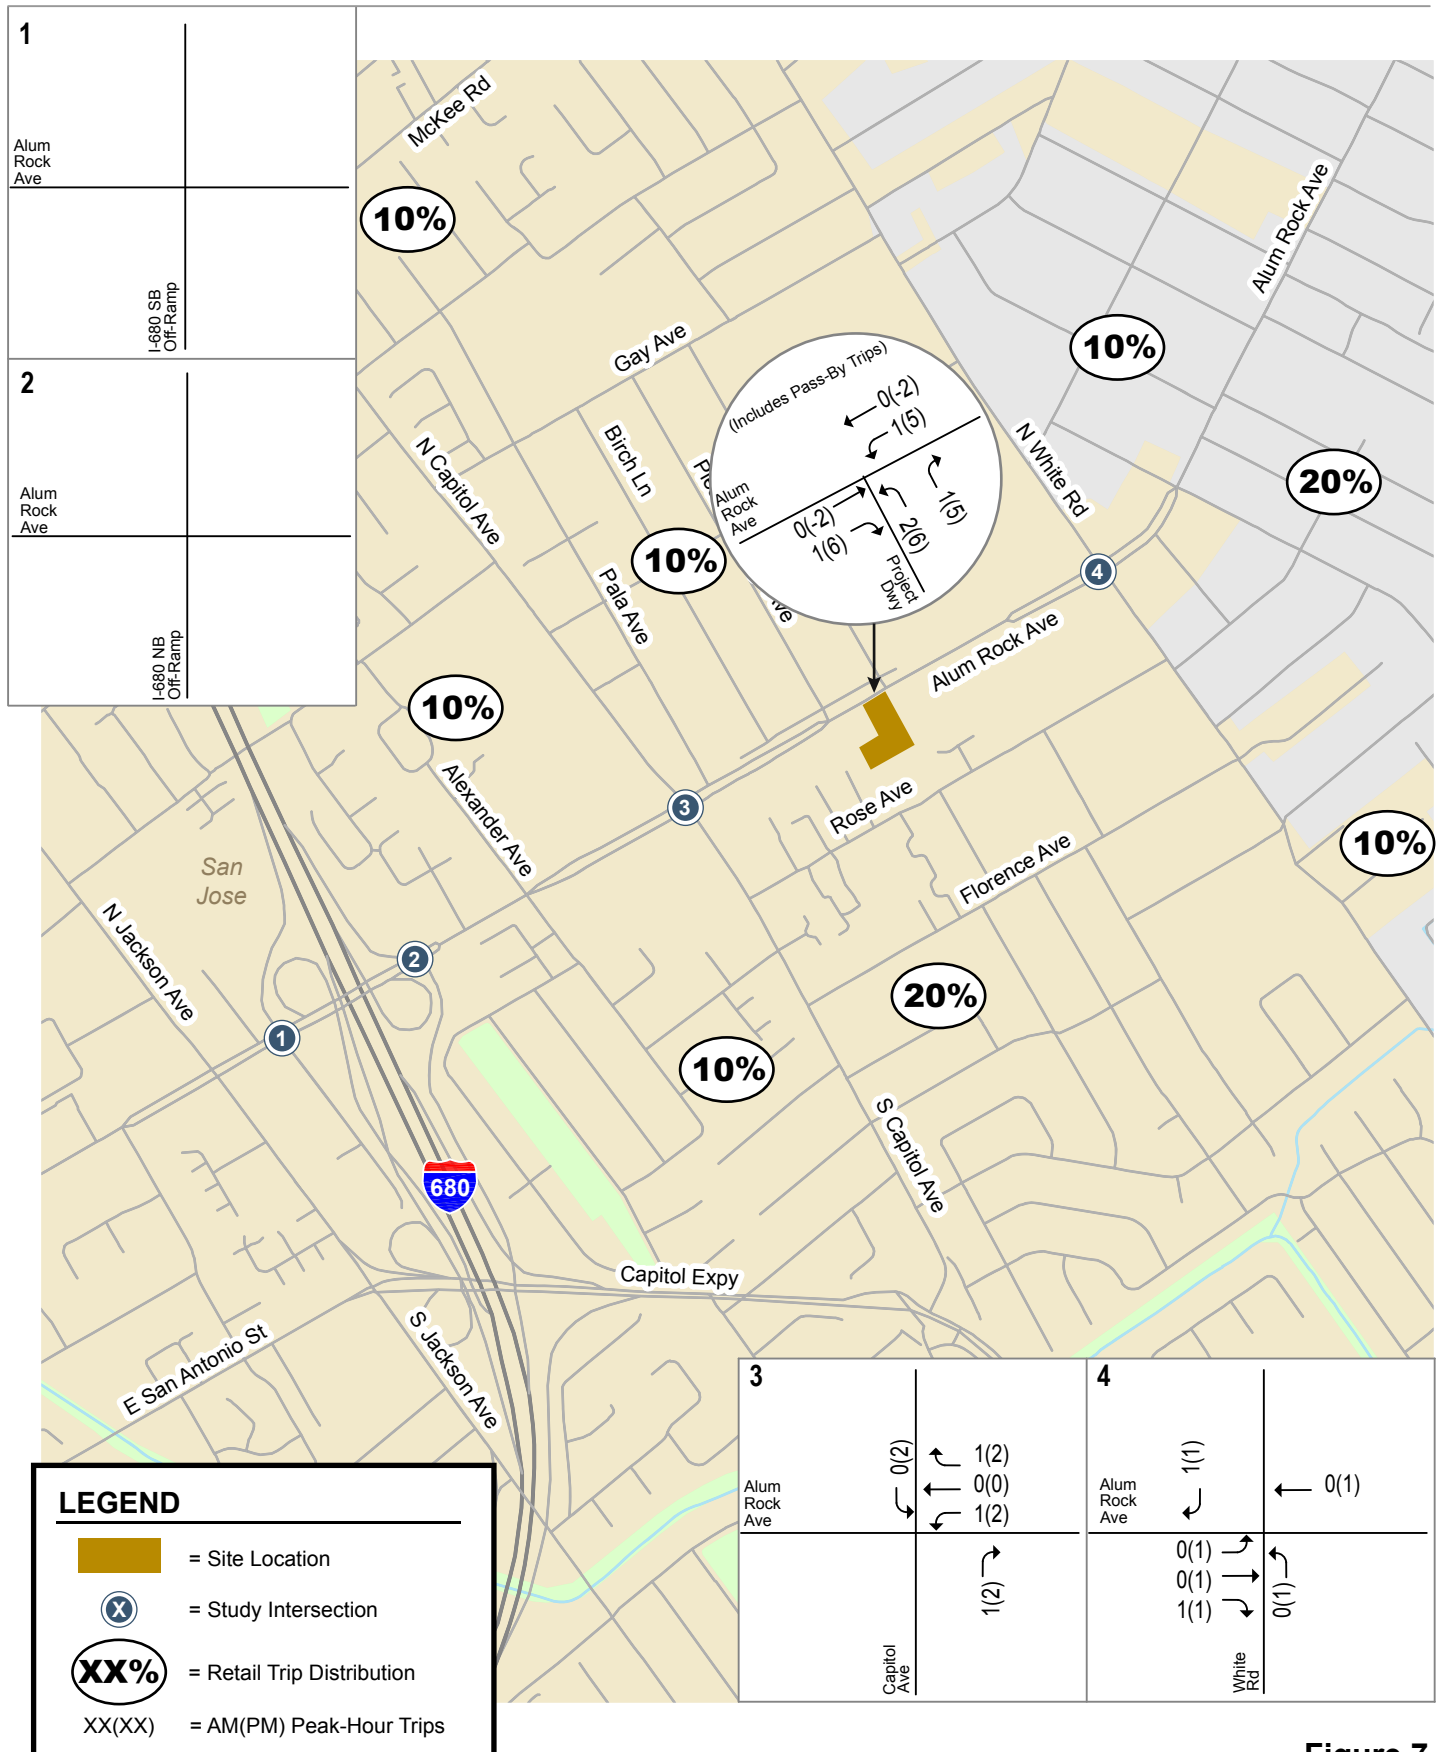 1
Alum
Rock
Ave
I-680 SB
Off-Ramp
2
Alum
Rock
Ave
I-680 NB
Off-Ramp
McKee Rd
10%
Alum Rock Ave
10%
Gay Ave
(Includes Pass-By Trips)
0(-2)
1(5)
Alum
Rock
Ave
0(-2)
1(6)
2(6)
1(5)
Project
Dwy
N White Rd
20%
N Capitol Ave
Birch Ln
10%
Pala Ave
4
Alum Rock Ave
10%
Alexander Ave
3
Rose Ave
Florence Ave
10%
San
Jose
N Jackson Ave
2
1
20%
10%
S Capitol Ave
680
Capitol Expy
S Jackson Ave
E San Antonio St
3
Alum
Rock
Ave
0(2)
1(2)
0(0)
1(2)
1(2)
Capitol
Ave
4
Alum
Rock
Ave
1(1)
0(1)
0(1)
0(1)
1(1)
0(1)
White
Rd
LEGEND
= Site Location
X = Study Intersection
XX% = Retail Trip Distribution
XX(XX) = AM(PM) Peak-Hour Trips
Figure 7